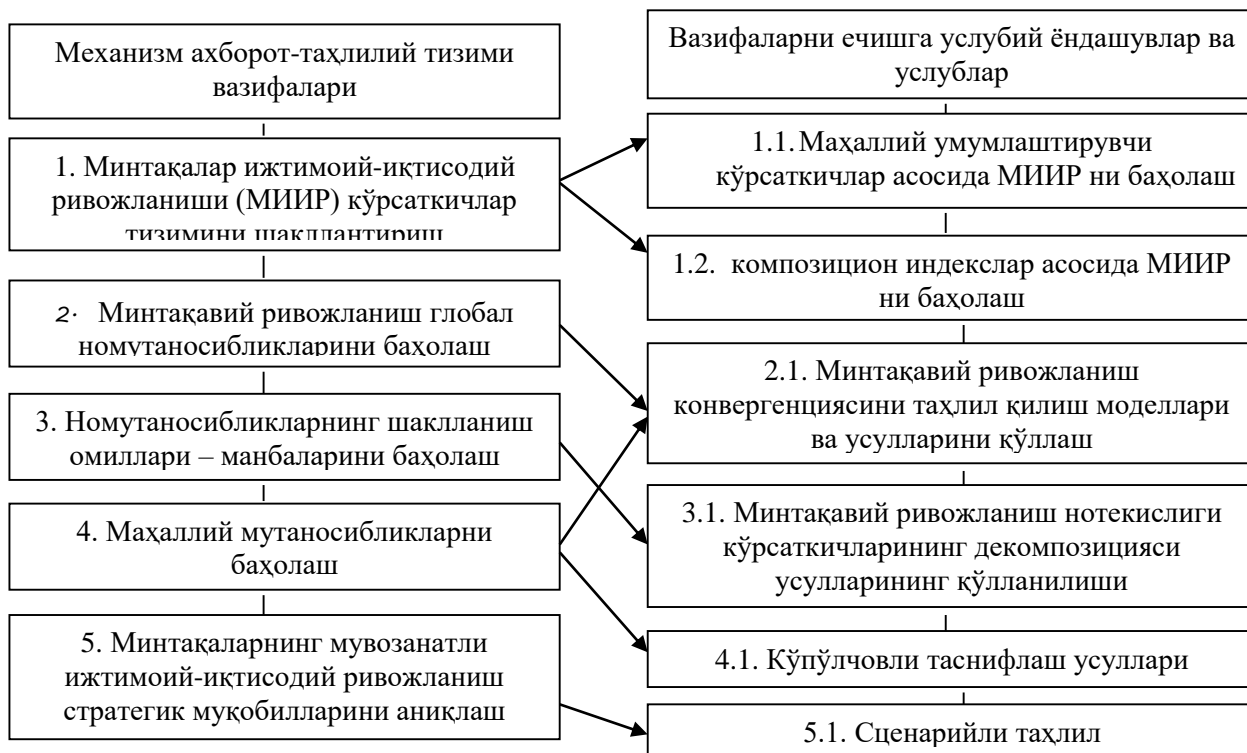 Механизм ахборот-таҳлилий тизими
вазифалари
1. Минтақалар ижтимоий-иқтисодий
ривожланиши (МИИР) кўрсаткичлар
тизимини шакллантириш
2. Минтақавий ривожланиш глобал
номутаносибликларини баҳолаш
3. Номутаносибликларнинг шаклланиш
омиллари – манбаларини баҳолаш
4. Маҳаллий мутаносибликларни
баҳолаш
5. Минтақаларнинг мувозанатли
ижтимоий-иқтисодий ривожланиш
стратегик муқобилларини аниқлаш
Вазифаларни ечишга услубий ёндашувлар ва
услублар
1.1. Маҳаллий умумлаштирувчи
кўрсаткичлар асосида МИИР ни баҳолаш
1.2. композицион индекслар асосида МИИР
ни баҳолаш
2.1. Минтақавий ривожланиш
конвергенциясини таҳлил қилиш моделлари
ва усулларини қўллаш
3.1. Минтақавий ривожланиш нотекислиги
кўрсаткичларининг декомпозицияси
усулларининг қўлланилиши
4.1. Кўпўлчовли таснифлаш усуллари
5.1. Сценарийли таҳлил